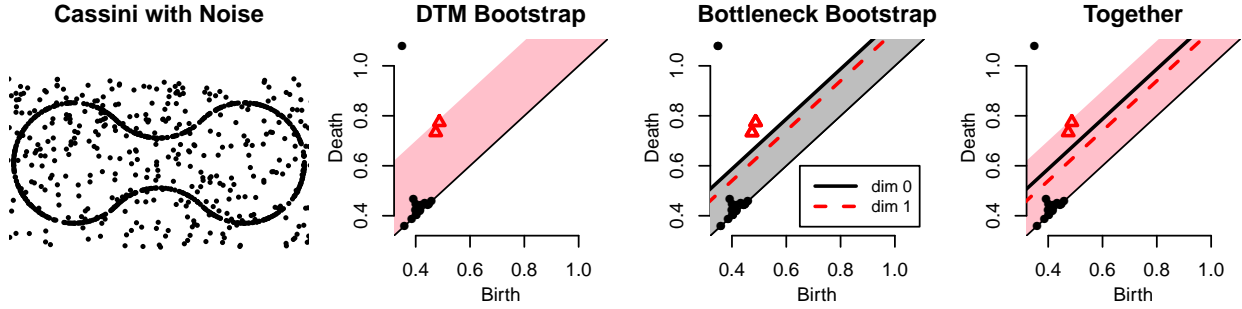 Cassini with Noise
DTM Bootstrap
Death
0.4 0.6 0.8 1.0
0.4 0.6 0.8 1.0
Birth
Bottleneck Bootstrap
Death
0.4 0.6 0.8 1.0
dim 0
dim 1
0.4 0.6 0.8 1.0
Birth
Together
Death
0.4 0.6 0.8 1.0
0.4 0.6 0.8 1.0
Birth